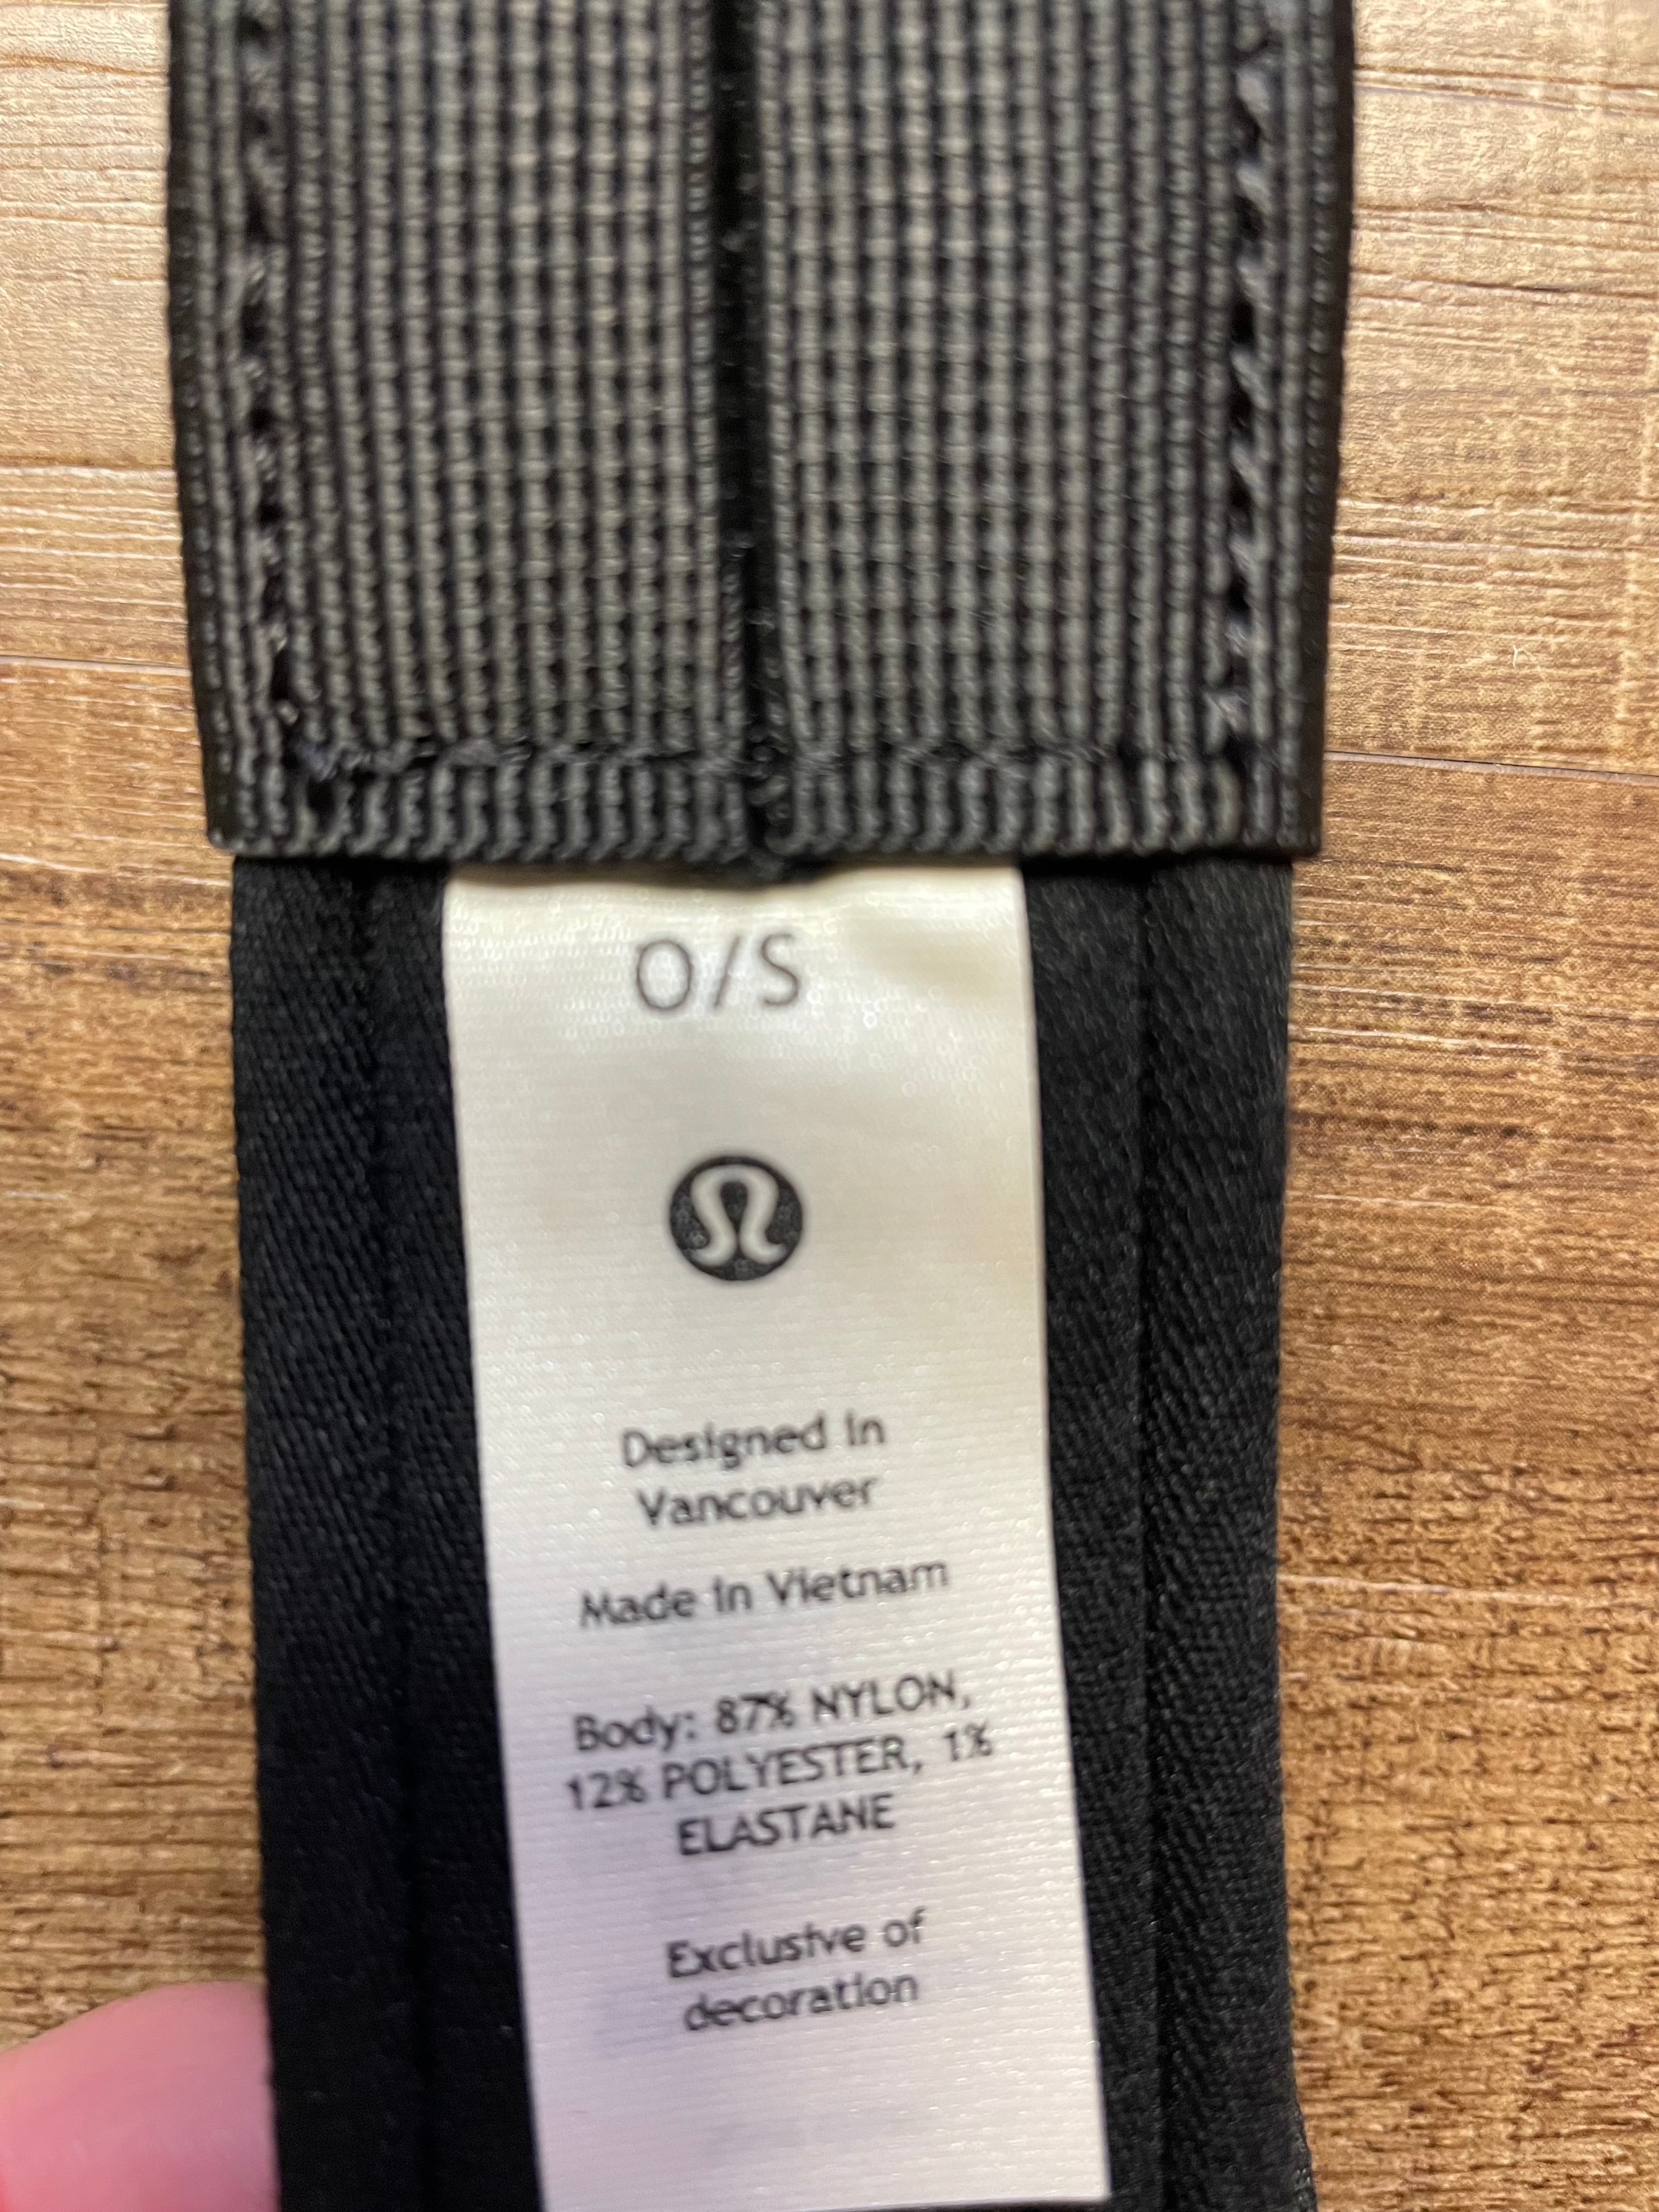 O/S
Designed in
Vancouver
Made in Vietnam
Body: 87% NYLON,
12% POLYESTER, 1%
ELASTANE
Exclusive of
decoration